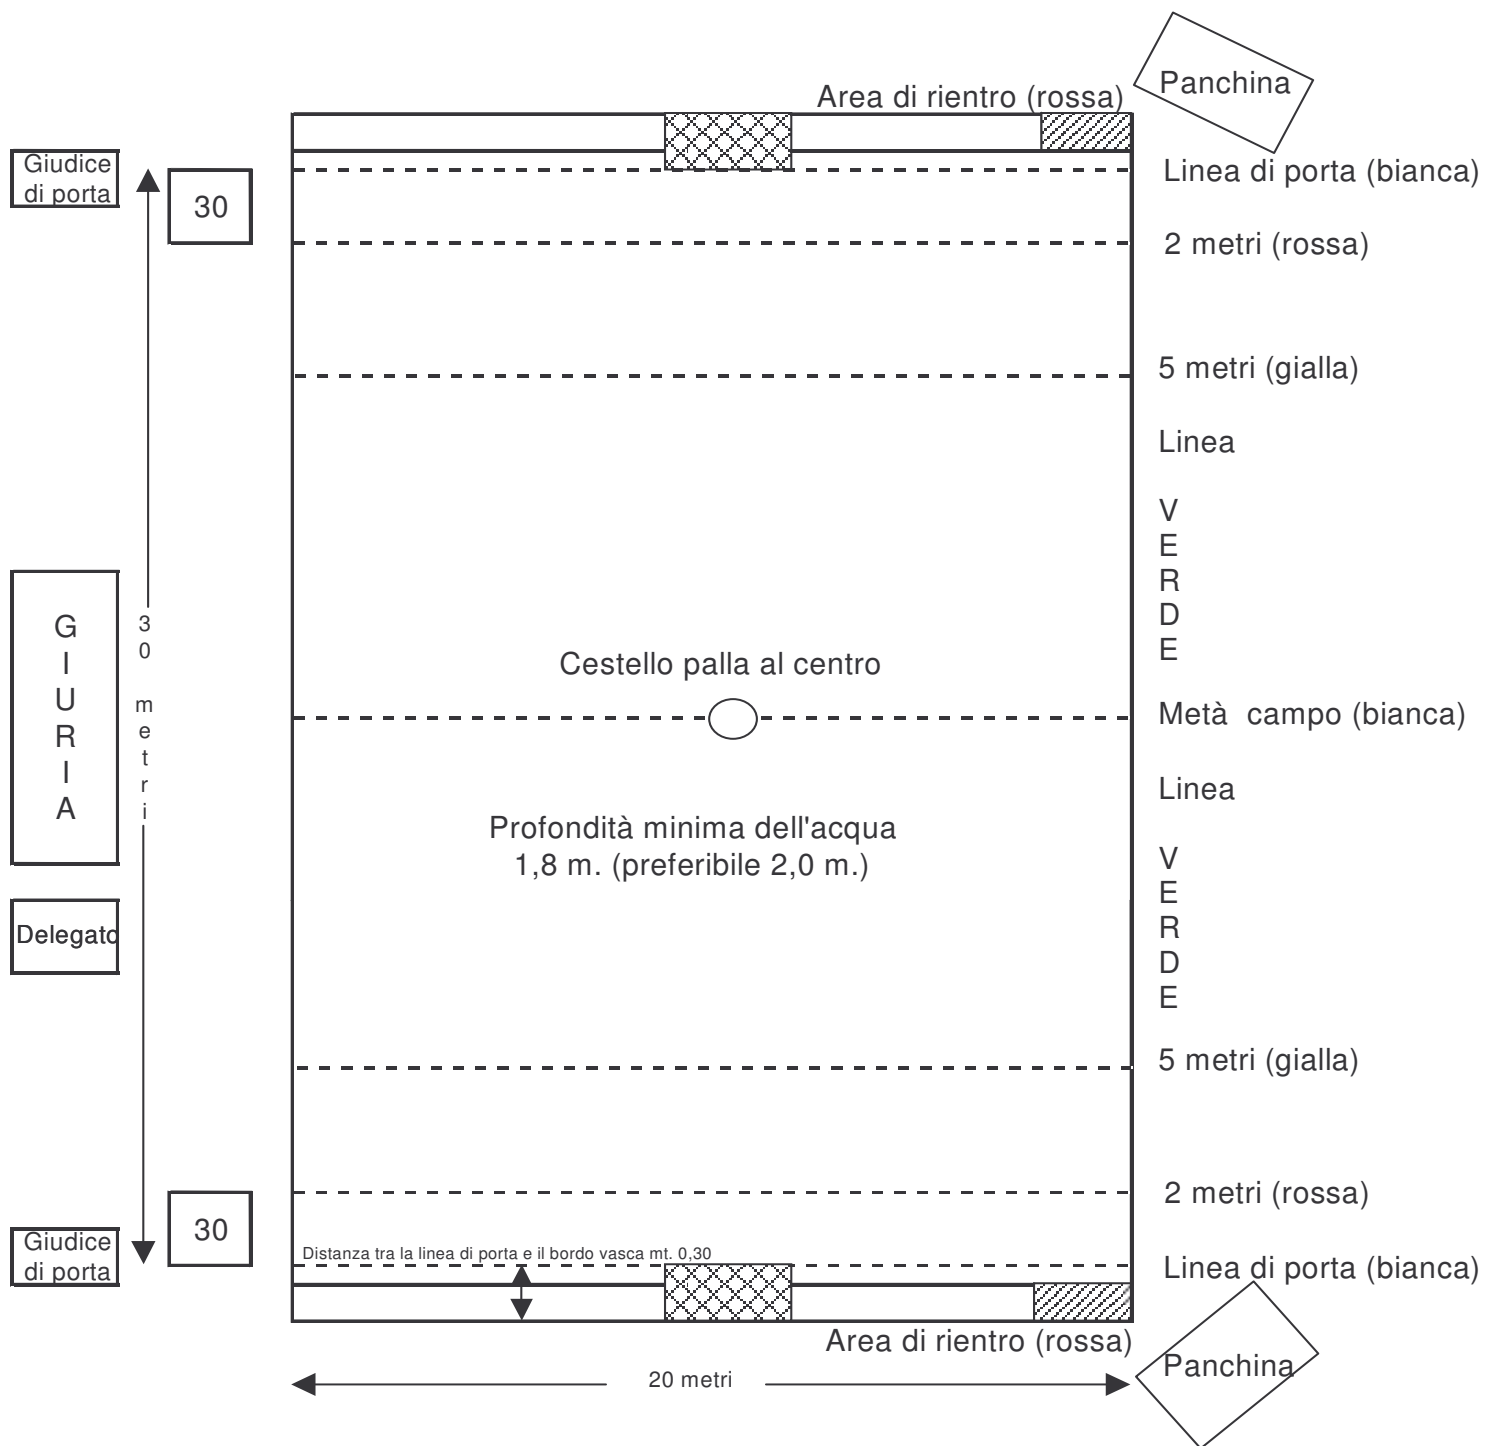 Panchina
Area di rientro (rossa)
Giudice
di porta
30
Linea di porta (bianca)
2 metri (rossa)
5 metri (gialla)
Linea
V
E
R
D
E
G
I
U
R
I
A
30 metri
Cestello palla al centro
Metà campo (bianca)
Linea
Profondità minima dell'acqua
1,8 m. (preferibile 2,0 m.)
V
E
R
D
E
Delegato
5 metri (gialla)
2 metri (rossa)
30
Giudice
di porta
Distanza tra la linea di porta e il bordo vasca mt. 0,30
Linea di porta (bianca)
Area di rientro (rossa)
Panchina
20 metri